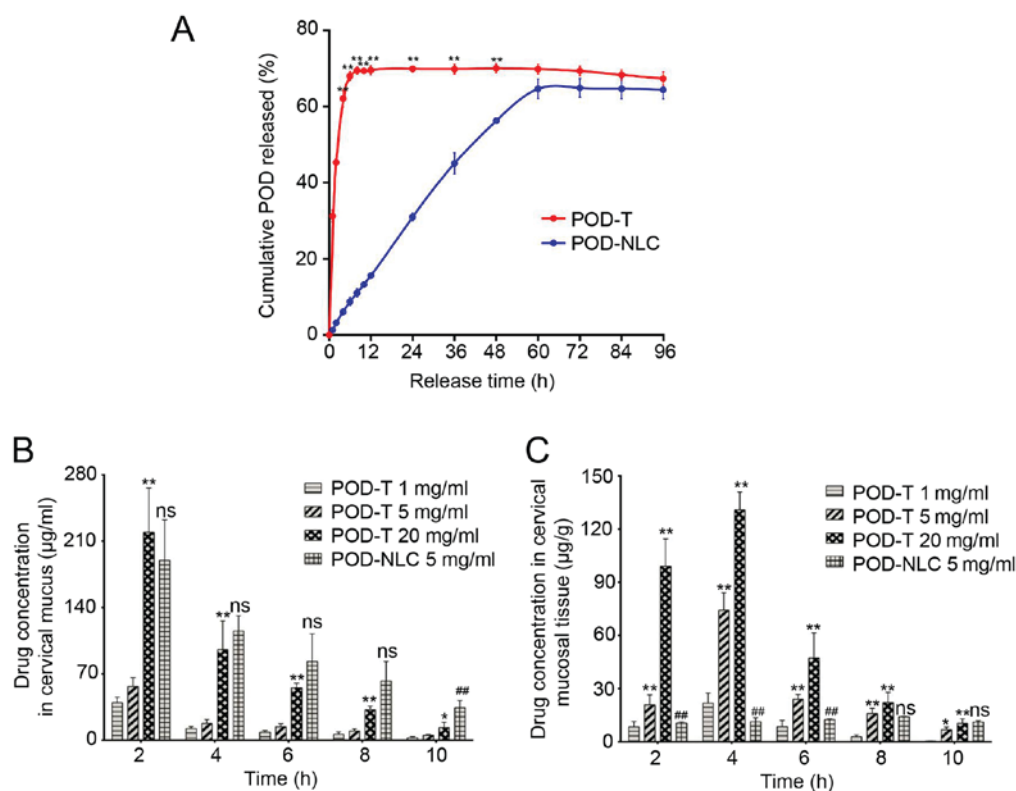 A
Cumulative POD released (%)
80
60
40
20
0
** ** ** ** ** ** ** **
POD-T
POD-NLC
0 12 24 36 48 60 72 84 96
Release time (h)
B
Drug concentration
in cervical mucus (μg/ml)
280
210
140
70
0
POD-T 1 mg/ml
POD-T 5 mg/ml
POD-T 20 mg/ml
POD-NLC 5 mg/ml
** ns
** ns
** ns
** ns
* ##
2 4 6 8 10
Time (h)
C
Drug concentration in cervical
mucosal tissue (μg/g)
150
120
90
60
30
0
POD-T 1 mg/ml
POD-T 5 mg/ml
POD-T 20 mg/ml
POD-NLC 5 mg/ml
** ** ##
** ** ##
** ** ##
** ** ns
* ** ns
2 4 6 8 10
Time (h)